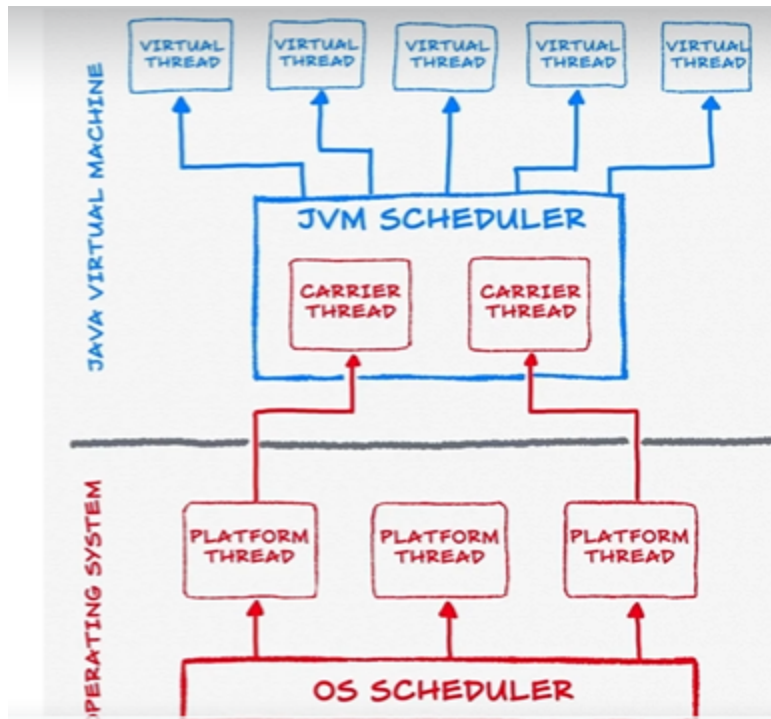 VIRTUAL
THREAD
VIRTUAL
THREAD
VIRTUAL
THREAD
VIRTUAL
THREAD
VIRTUAL
THREAD
JAVA VIRTUAL MACHINE
JVM SCHEDULER
CARRIER
THREAD
CARRIER
THREAD
OPERATING SYSTEM
PLATFORM
THREAD
PLATFORM
THREAD
PLATFORM
THREAD
OS SCHEDULER